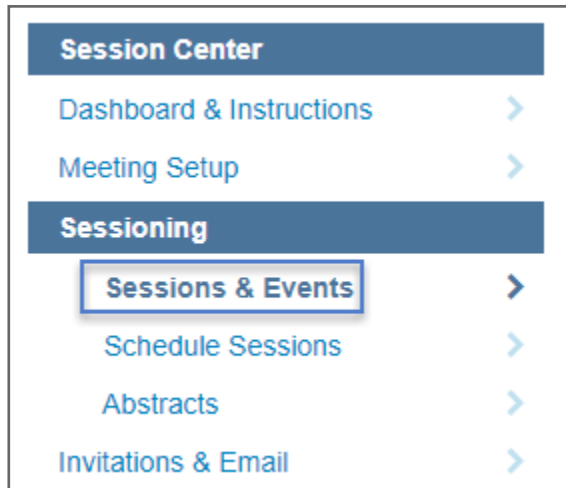 Session Center
Dashboard & Instructions
Meeting Setup
Sessioning
Sessions & Events
Schedule Sessions
Abstracts
Invitations & Email